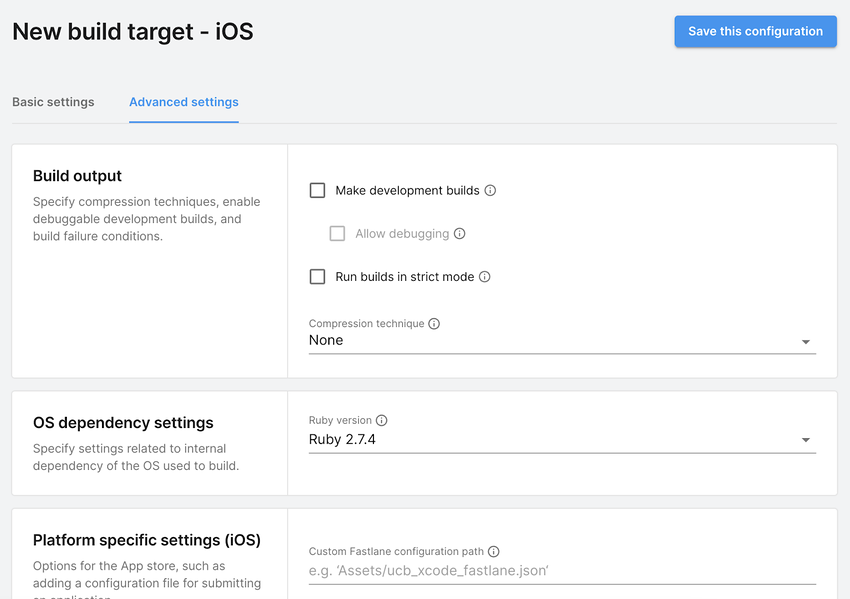 New build target - iOS
Save this configuration
Basic settings
Advanced settings
Build output
Specify compression techniques, enable
debuggable development builds, and
build failure conditions.
Make development builds
Allow debugging
Run builds in strict mode
Compression technique
None
OS dependency settings
Specify settings related to internal
dependency of the OS used to build.
Ruby version
Ruby 2.7.4
Platform specific settings (iOS)
Options for the App store, such as
adding a configuration file for submitting
an application
Custom Fastlane configuration path
e.g. ‘Assets/ucb_xcode_fastlane.json’